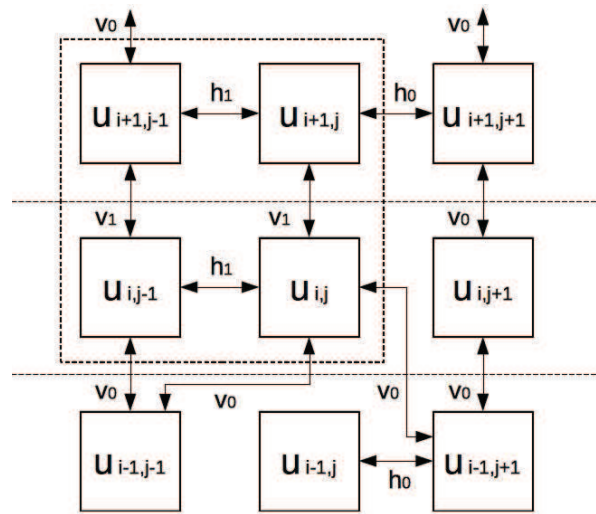 v₀ v₀
u i+1,j-1 h₁ u i+1,j h₀ u i+1,j+1
v₁ v₁ v₀
u i,j-1 h₁ u i,j u i,j+1
v₀ v₀ v₀ v₀
u i-1,j-1 u i-1,j h₀ u i-1,j+1